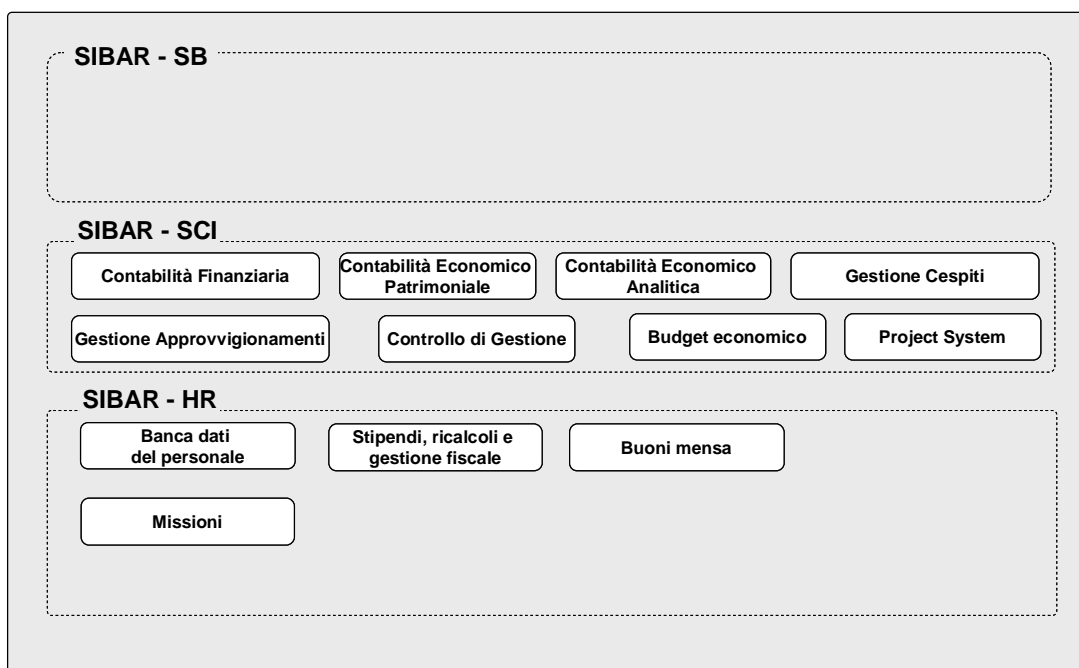 SIBAR - SB
SIBAR - SCI
Contabilità Finanziaria
Contabilità Economico
Patrimoniale
Contabilità Economico
Analitica
Gestione Cespiti
Gestione Approvvigionamenti
Controllo di Gestione
Budget economico
Project System
SIBAR - HR
Banca dati
del personale
Stipendi, ricalcoli e
gestione fiscale
Buoni mensa
Missioni